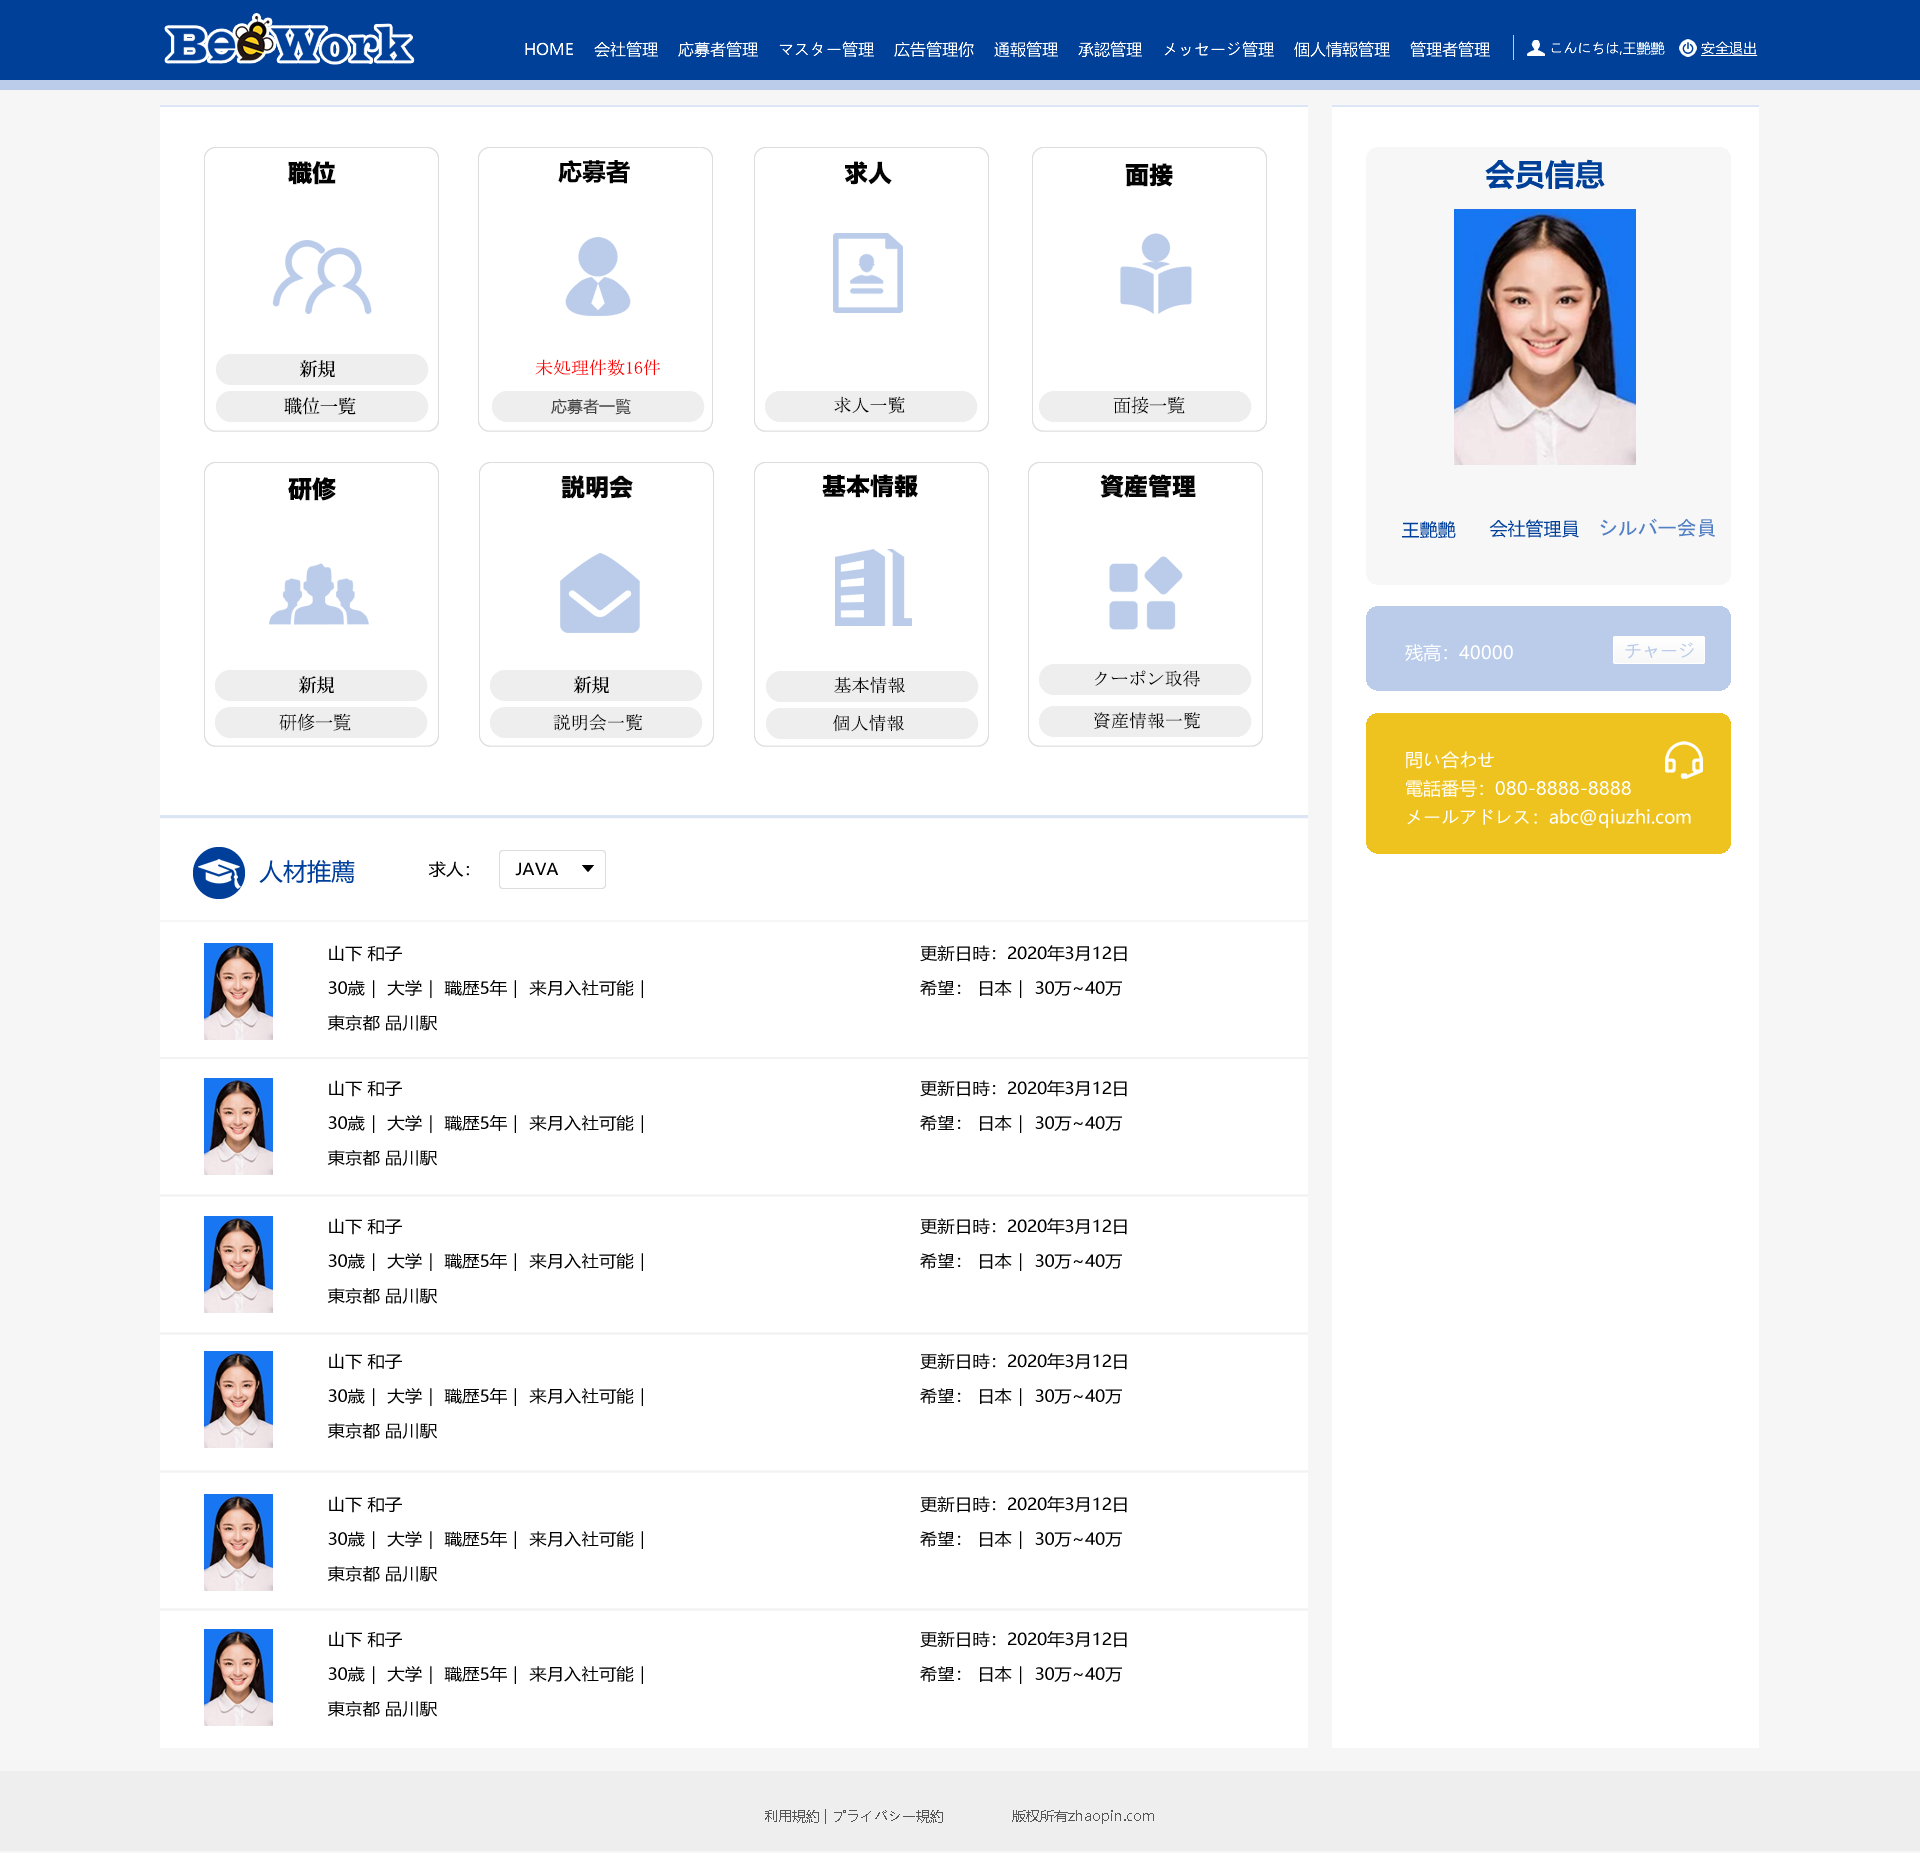 BeeWork
HOME 会社管理 応募者管理 マスター管理 広告管理你 通報管理 承認管理 メッセージ管理 個人情報管理 管理者管理 こんにちは,王艷艷 安全退出
職位
新規
職位一覧
応募者
未処理件数16件
応募者一覧
求人
求人一覧
面接
面接一覧
研修
新規
研修一覧
説明会
新規
説明会一覧
基本情報
基本情報
個人情報
資産管理
クーポン取得
資産情報一覧
会员信息
王艷艷 会社管理員 シルバー会員
残高：40000 チャージ
問い合わせ
電話番号：080-8888-8888
メールアドレス：abc@qiuzhi.com
人材推薦 求人： JAVA
山下 和子 更新日時：2020年3月12日
30歳 | 大学 | 職歴5年 | 来月入社可能 | 希望： 日本 | 30万~40万
東京都 品川駅
山下 和子 更新日時：2020年3月12日
30歳 | 大学 | 職歴5年 | 来月入社可能 | 希望： 日本 | 30万~40万
東京都 品川駅
山下 和子 更新日時：2020年3月12日
30歳 | 大学 | 職歴5年 | 来月入社可能 | 希望： 日本 | 30万~40万
東京都 品川駅
山下 和子 更新日時：2020年3月12日
30歳 | 大学 | 職歴5年 | 来月入社可能 | 希望： 日本 | 30万~40万
東京都 品川駅
山下 和子 更新日時：2020年3月12日
30歳 | 大学 | 職歴5年 | 来月入社可能 | 希望： 日本 | 30万~40万
東京都 品川駅
山下 和子 更新日時：2020年3月12日
30歳 | 大学 | 職歴5年 | 来月入社可能 | 希望： 日本 | 30万~40万
東京都 品川駅
利用規約 | プライバシー規約 版权所有zhaopin.com